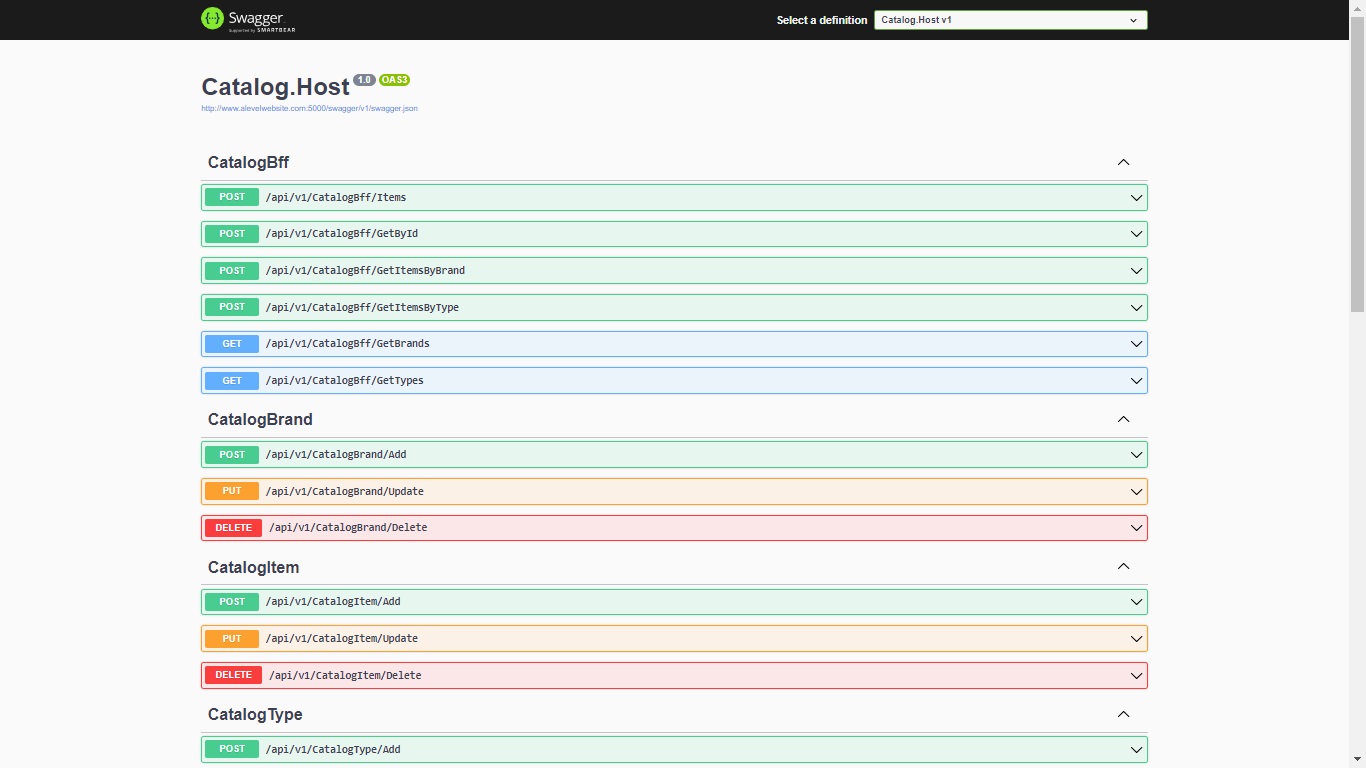 Swagger
Supported by SMARTBEAR
Select a definition
Catalog.Host v1
Catalog.Host 1.0 OAS3
http://www.alevelwebsite.com:5000/swagger/v1/swagger.json
CatalogBff
POST /api/v1/CatalogBff/Items
POST /api/v1/CatalogBff/GetById
POST /api/v1/CatalogBff/GetItemsByBrand
POST /api/v1/CatalogBff/GetItemsByType
GET /api/v1/CatalogBff/GetBrands
GET /api/v1/CatalogBff/GetTypes
CatalogBrand
POST /api/v1/CatalogBrand/Add
PUT /api/v1/CatalogBrand/Update
DELETE /api/v1/CatalogBrand/Delete
CatalogItem
POST /api/v1/CatalogItem/Add
PUT /api/v1/CatalogItem/Update
DELETE /api/v1/CatalogItem/Delete
CatalogType
POST /api/v1/CatalogType/Add